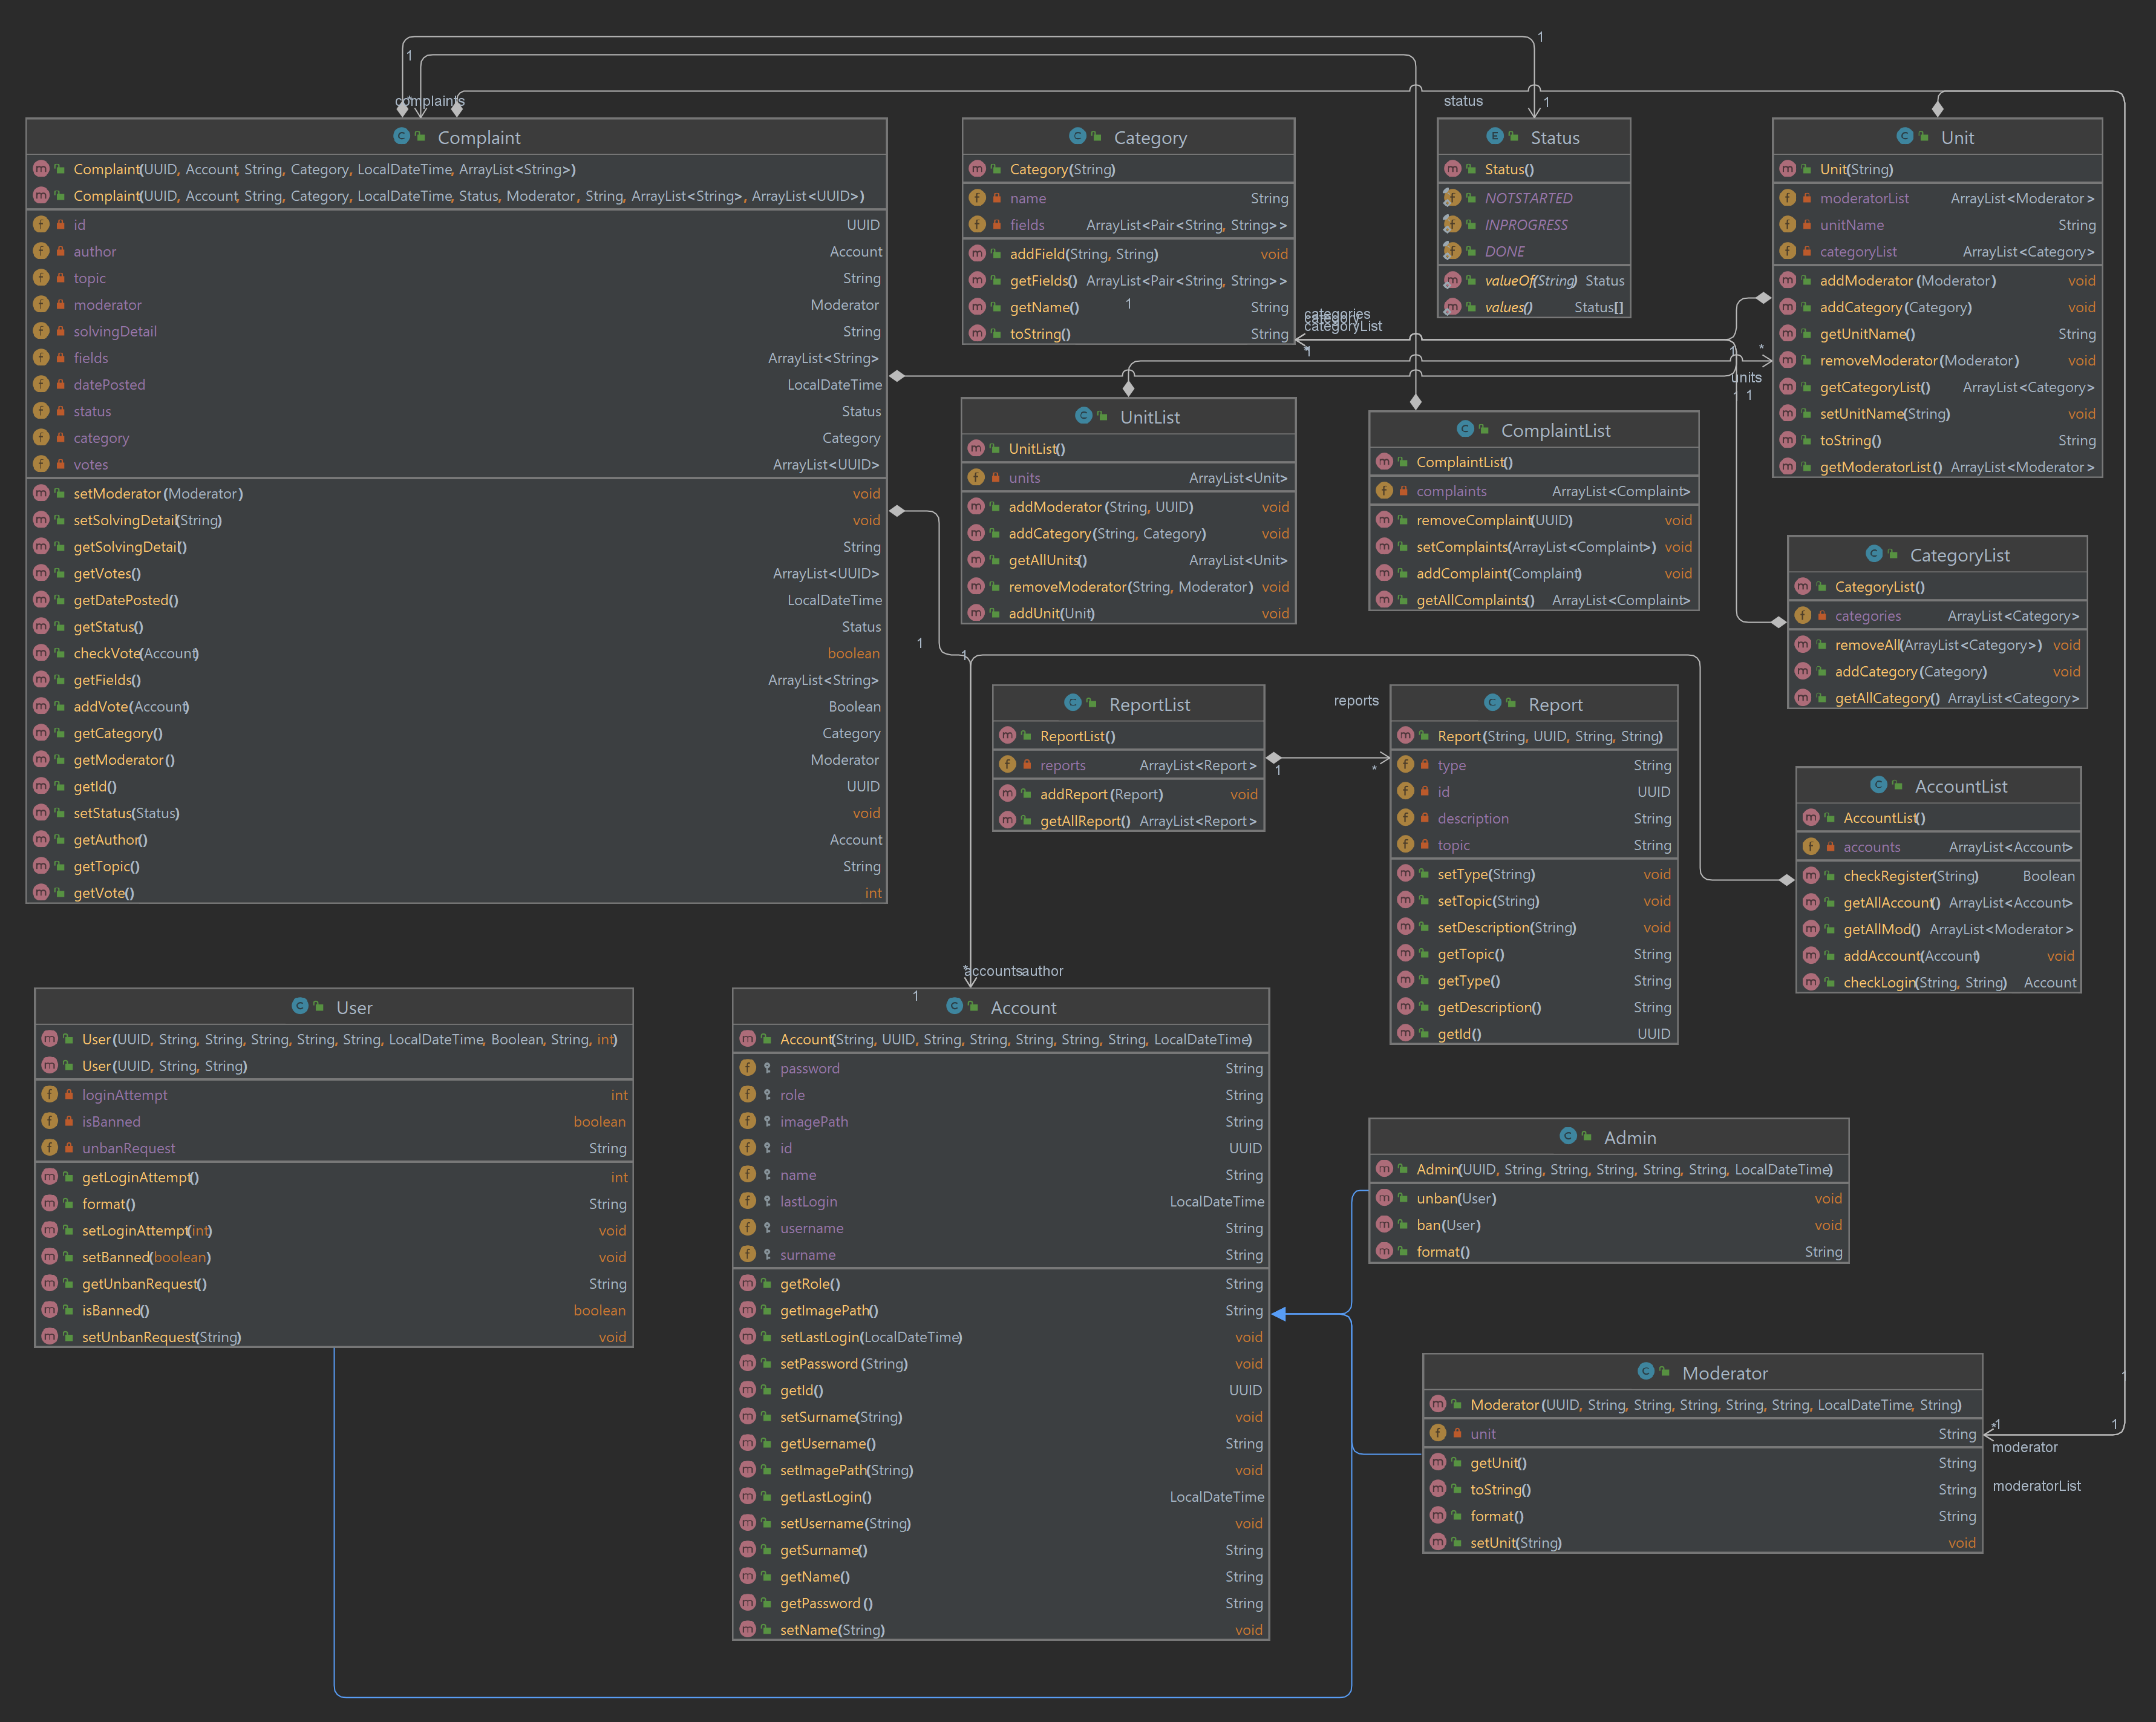 1
1
complaints
*
status
1
Complaint
Complaint(UUID, Account, String, Category, LocalDateTime, ArrayList<String>)
Complaint(UUID, Account, String, Category, LocalDateTime, Status, Moderator, String, ArrayList<String>, ArrayList<UUID>)
id UUID
author Account
topic String
moderator Moderator
solvingDetail String
fields ArrayList<String>
datePosted LocalDateTime
status Status
category Category
votes ArrayList<UUID>
setModerator(Moderator) void
setSolvingDetail(String) void
getSolvingDetail() String
getVotes() ArrayList<UUID>
getDatePosted() LocalDateTime
getStatus() Status
checkVote(Account) boolean
getFields() ArrayList<String>
addVote(Account) Boolean
getCategory() Category
getModerator() Moderator
getId() UUID
setStatus(Status) void
getAuthor() Account
getTopic() String
getVote() int
Category
Category(String)
name String
fields ArrayList<Pair<String, String>>
addField(String, String) void
getFields() ArrayList<Pair<String, String>>
1
getName() String
toString() String
categories
category
categoryList
*1
Status
Status()
NOTSTARTED
INPROGRESS
DONE
valueOf(String) Status
values() Status[]
Unit
Unit(String)
moderatorList ArrayList<Moderator>
unitName String
categoryList ArrayList<Category>
addModerator(Moderator) void
addCategory(Category) void
getUnitName() String
removeModerator(Moderator) void
getCategoryList() ArrayList<Category>
setUnitName(String) void
toString() String
getModeratorList() ArrayList<Moderator>
1
*
units
1 1
UnitList
UnitList()
units ArrayList<Unit>
addModerator(String, UUID) void
addCategory(String, Category) void
getAllUnits() ArrayList<Unit>
removeModerator(String, Moderator) void
addUnit(Unit) void
ComplaintList
ComplaintList()
complaints ArrayList<Complaint>
removeComplaint(UUID) void
setComplaints(ArrayList<Complaint>) void
addComplaint(Complaint) void
getAllComplaints() ArrayList<Complaint>
CategoryList
CategoryList()
categories ArrayList<Category>
removeAll(ArrayList<Category>) void
addCategory(Category) void
getAllCategory() ArrayList<Category>
1
1
ReportList
ReportList()
reports ArrayList<Report>
addReport(Report) void
getAllReport() ArrayList<Report>
reports
1
*
Report
Report(String, UUID, String, String)
type String
id UUID
description String
topic String
setType(String) void
setTopic(String) void
setDescription(String) void
getTopic() String
getType() String
getDescription() String
getId() UUID
AccountList
AccountList()
accounts ArrayList<Account>
checkRegister(String) Boolean
getAllAccount() ArrayList<Account>
getAllMod() ArrayList<Moderator>
addAccount(Account) void
checkLogin(String, String) Account
*
accounts
author
1
User
User(UUID, String, String, String, String, String, LocalDateTime, Boolean, String, int)
User(UUID, String, String)
loginAttempt int
isBanned boolean
unbanRequest String
getLoginAttempt() int
format() String
setLoginAttempt(int) void
setBanned(boolean) void
getUnbanRequest() String
isBanned() boolean
setUnbanRequest(String) void
Account
Account(String, UUID, String, String, String, String, String, LocalDateTime)
password String
role String
imagePath String
id UUID
name String
lastLogin LocalDateTime
username String
surname String
getRole() String
getImagePath() String
setLastLogin(LocalDateTime) void
setPassword(String) void
getId() UUID
setSurname(String) void
getUsername() String
setImagePath(String) void
getLastLogin() LocalDateTime
setUsername(String) void
getSurname() String
getName() String
getPassword() String
setName(String) void
Admin
Admin(UUID, String, String, String, String, String, LocalDateTime)
unban(User) void
ban(User) void
format() String
Moderator
Moderator(UUID, String, String, String, String, String, LocalDateTime, String)
unit String
getUnit() String
toString() String
format() String
setUnit(String) void
1
*1
1
moderator
moderatorList